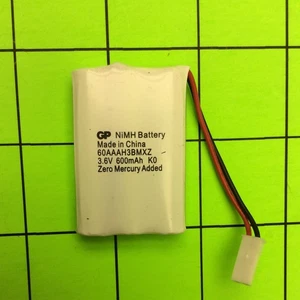 GP NiMH Battery
Made in China
60AAAH3BMXZ
3.6V 600mAh K0
Zero Mercury Added